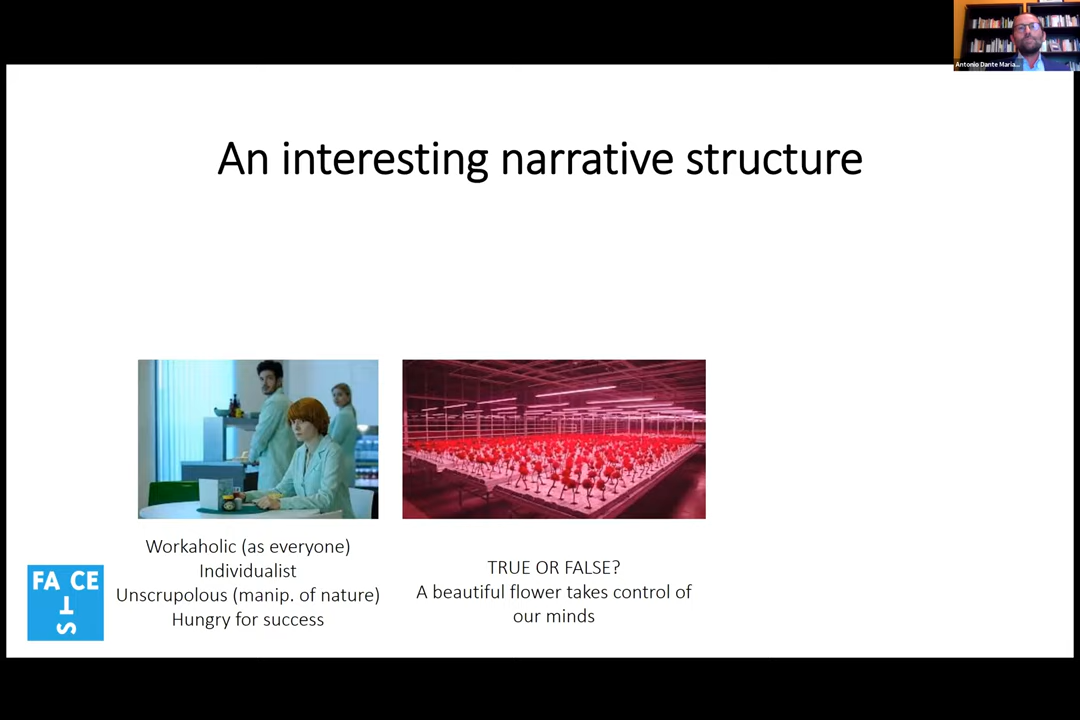 Antonio Dante Maria...
An interesting narrative structure
Workaholic (as everyone)
Individualist
Unscrupolous (manip. of nature)
Hungry for success
TRUE OR FALSE?
A beautiful flower takes control of
our minds
FA CE
T
S